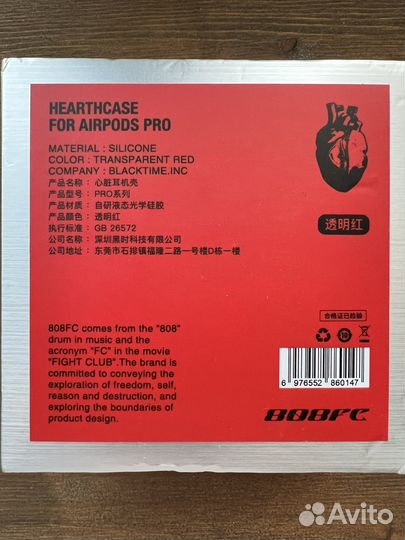 HEARTHCASE
FOR AIRPODS PRO
MATERIAL : SILICONE
COLOR : TRANSPARENT RED
COMPANY : BLACKTIME.INC
产品名称：心脏耳机壳
产品型号：PRO系列
产品材质：自研液态光学硅胶
产品颜色：透明红
执行标准：GB 26572
公司名称：深圳黑时科技有限公司
公司地址：东莞市石排镇福隆二路一号楼D栋一楼
透明红
808FC comes from the "808"
drum in music and the
acronym "FC" in the movie
"FIGHT CLUB".The brand is
committed to conveying the
exploration of freedom, self,
reason and destruction, and
exploring the boundaries of
product design.
合格证已检验
10
6 976552 860147
808FC
Avito